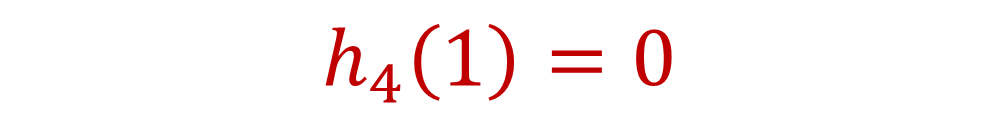 h₄(1) = 0